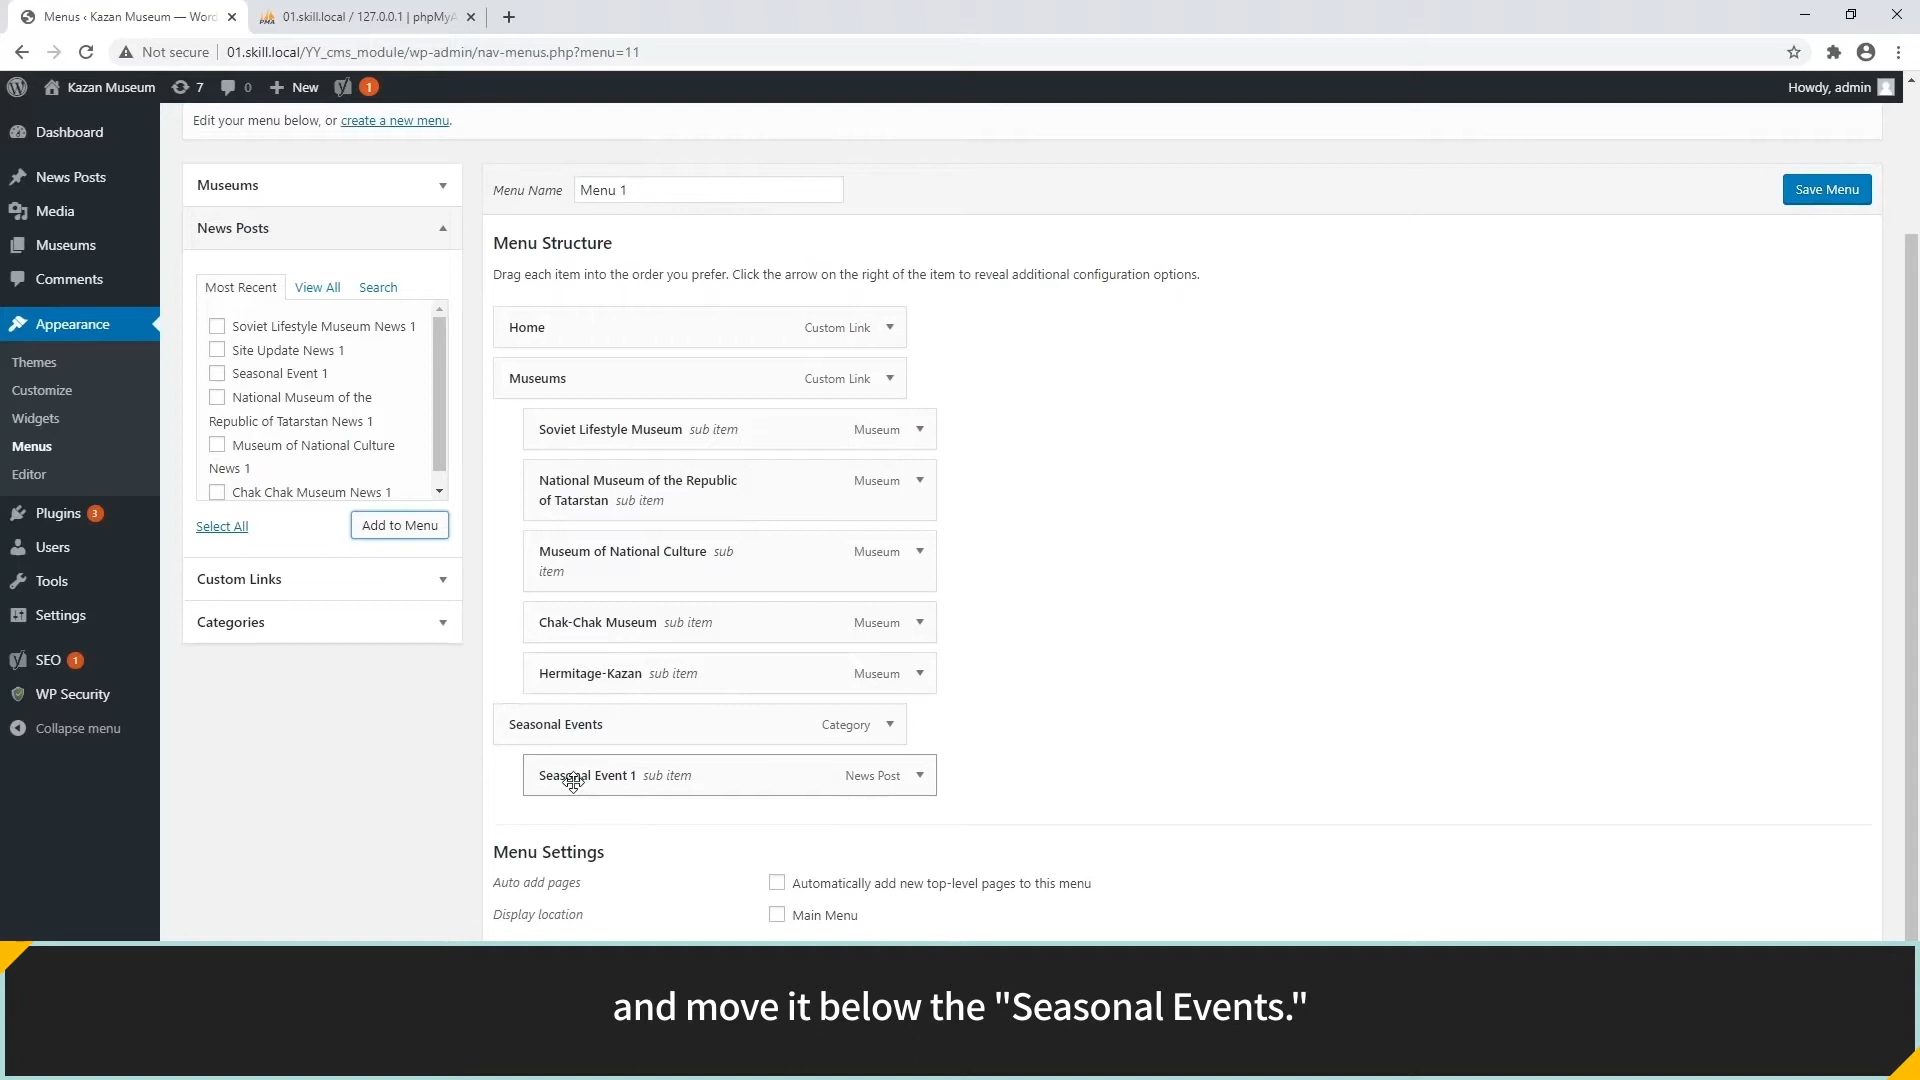 Menus ‹ Kazan Museum — Word
01.skill.local / 127.0.0.1 | phpMyA
Not secure
01.skill.local/YY_cms_module/wp-admin/nav-menus.php?menu=11
Kazan Museum
7
0
New
1
Howdy, admin
Dashboard
News Posts
Media
Museums
Comments
Appearance
Themes
Customize
Widgets
Menus
Editor
Plugins 3
Users
Tools
Settings
SEO 1
WP Security
Collapse menu
Edit your menu below, or create a new menu.
Museums
News Posts
Most Recent
View All
Search
Soviet Lifestyle Museum News 1
Site Update News 1
Seasonal Event 1
National Museum of the
Republic of Tatarstan News 1
Museum of National Culture
News 1
Chak Chak Museum News 1
Select All
Add to Menu
Custom Links
Categories
Menu Name
Menu 1
Save Menu
Menu Structure
Drag each item into the order you prefer. Click the arrow on the right of the item to reveal additional configuration options.
Home
Custom Link
Museums
Custom Link
Soviet Lifestyle Museum sub item
Museum
National Museum of the Republic
of Tatarstan sub item
Museum
Museum of National Culture sub
item
Museum
Chak-Chak Museum sub item
Museum
Hermitage-Kazan sub item
Museum
Seasonal Events
Category
Seasonal Event 1 sub item
News Post
Menu Settings
Auto add pages
Automatically add new top-level pages to this menu
Display location
Main Menu
and move it below the "Seasonal Events."